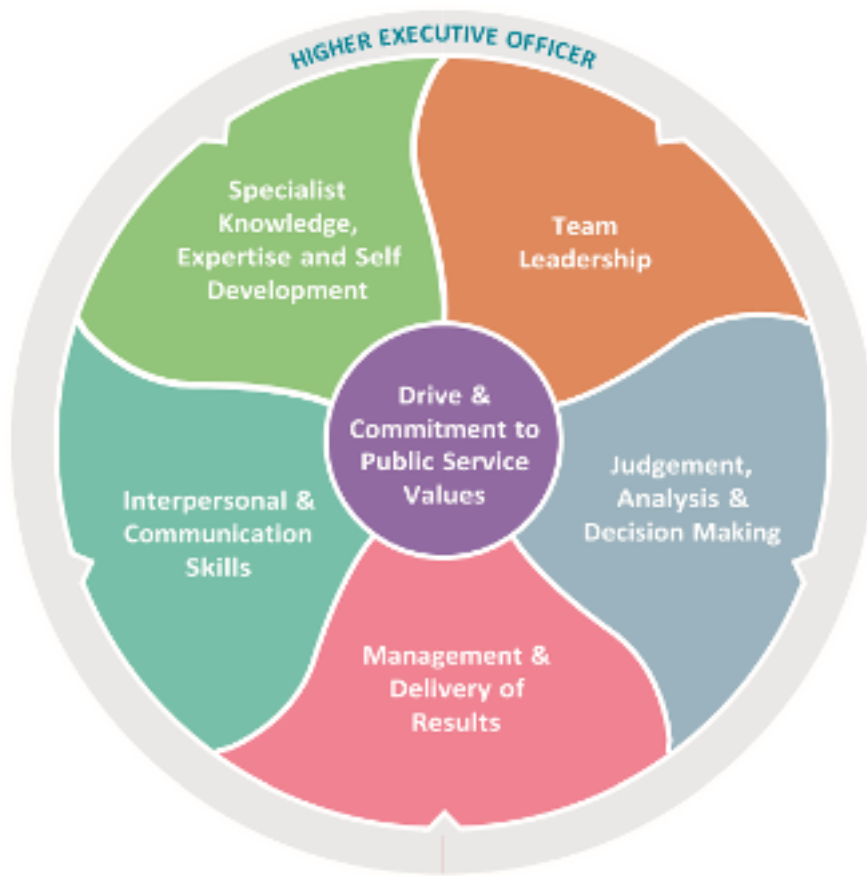 HIGHER EXECUTIVE OFFICER
Specialist
Knowledge,
Expertise and Self
Development
Team
Leadership
Drive &
Commitment to
Public Service
Values
Judgement,
Analysis &
Decision Making
Interpersonal &
Communication
Skills
Management &
Delivery of
Results